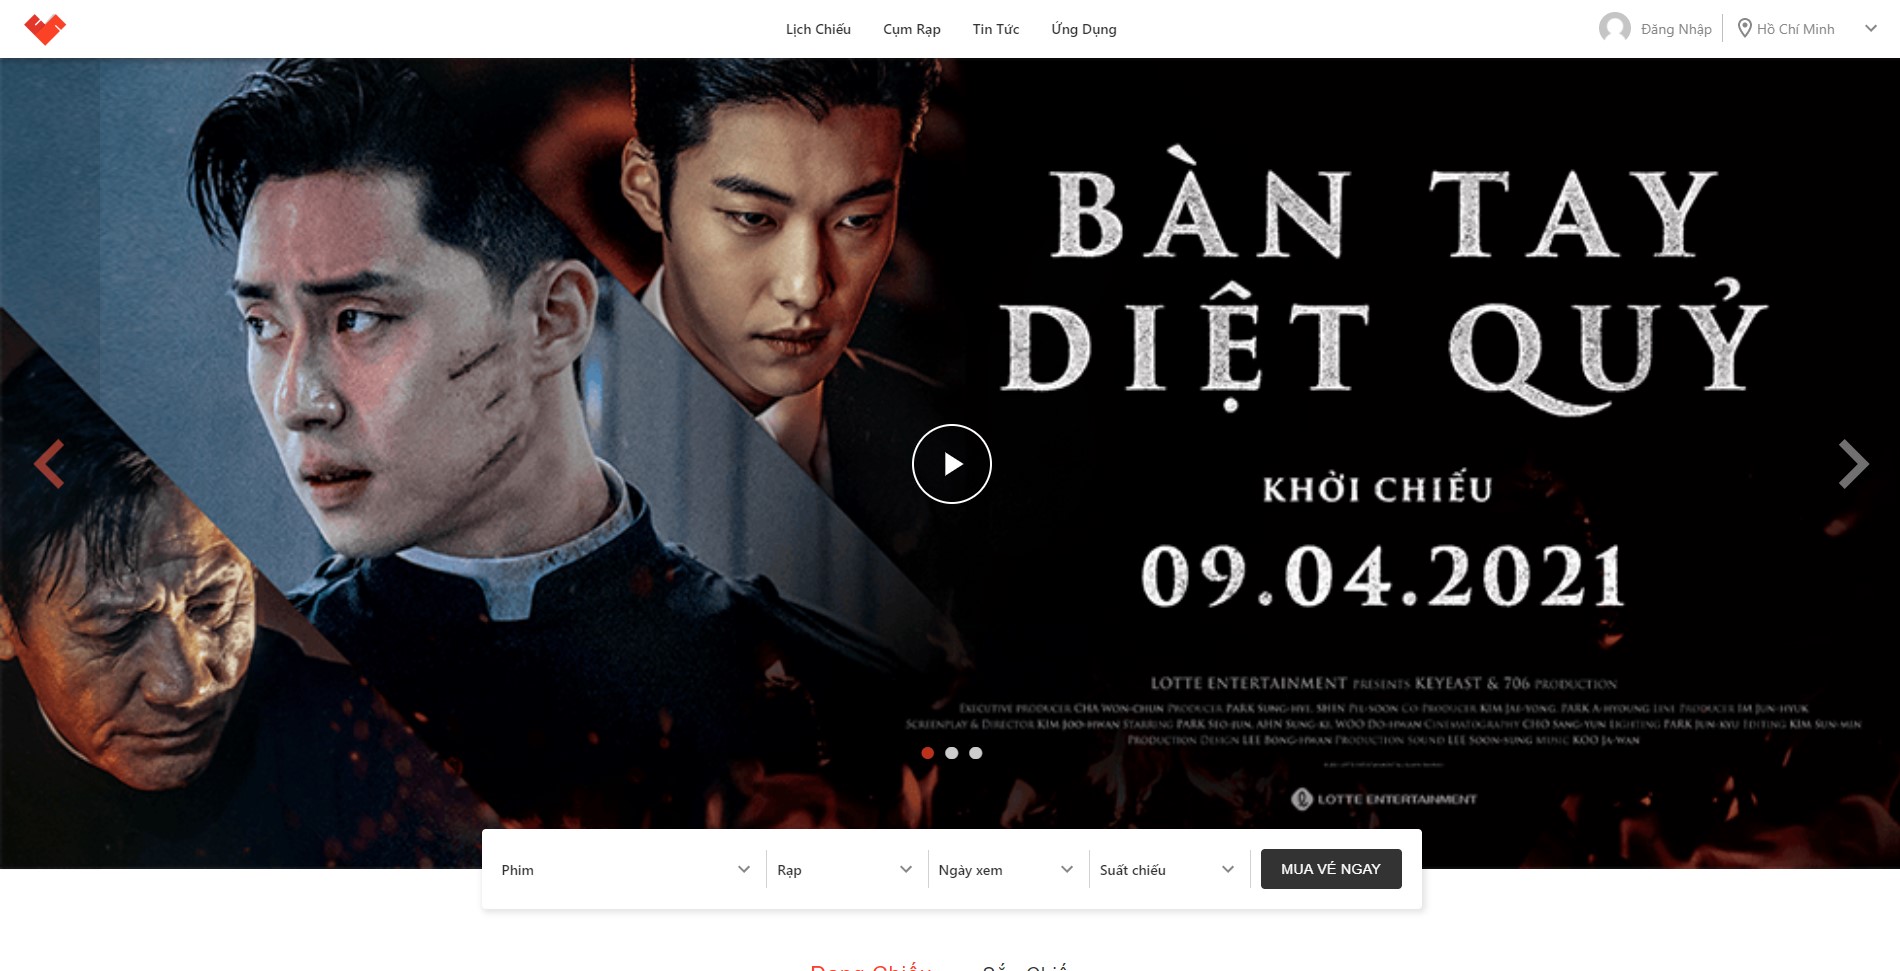 Lịch Chiếu
Cụm Rạp
Tin Tức
Ứng Dụng
Đăng Nhập
Hồ Chí Minh
BÀN TAY
DIỆT QUỶ
KHỞI CHIẾU
09.04.2021
LOTTE ENTERTAINMENT PRESENTS KEYEAST & 706 PRODUCTION
EXECUTIVE PRODUCER CHA WON-CHUN PRODUCER PARK SUNG-HYE, SHIN PIL-SOON CO-PRODUCER KIM JAE-YONG, PARK A-HYOUNG LINE PRODUCER IM JUN-HYUK
SCREENPLAY & DIRECTOR KIM JOO-HWAN STARRING PARK SEO-JUN, AHN SUNG-KI, WOO DO-HWAN CINEMATOGRAPHY CHO SANG-YUN LIGHTING PARK JUN-KYU EDITING KIM SUN-MIN
PRODUCTION DESIGN LEE BONG-HWAN PRODUCTION SOUND LEE SOON-SUNG MUSIC KOO JA-WAN
LOTTE ENTERTAINMENT
Phim
Rạp
Ngày xem
Suất chiếu
MUA VÉ NGAY
Đang Chiếu